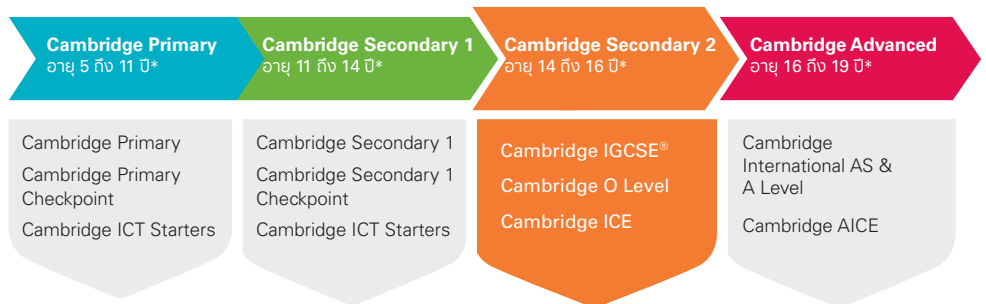 Cambridge Primary
อายุ 5 ถึง 11 ปี*
Cambridge Secondary 1
อายุ 11 ถึง 14 ปี*
Cambridge Secondary 2
อายุ 14 ถึง 16 ปี*
Cambridge Advanced
อายุ 16 ถึง 19 ปี*
Cambridge Primary
Cambridge Primary
Checkpoint
Cambridge ICT Starters
Cambridge Secondary 1
Cambridge Secondary 1
Checkpoint
Cambridge ICT Starters
Cambridge IGCSE®
Cambridge O Level
Cambridge ICE
Cambridge
International AS &
A Level
Cambridge AICE